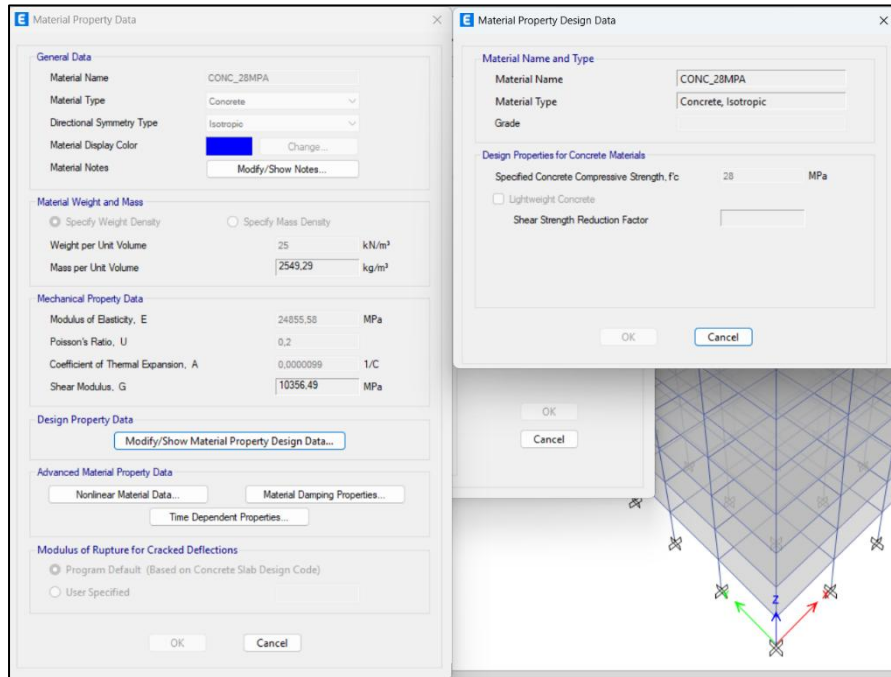 E Material Property Data
General Data
Material Name CONC_28MPA
Material Type Concrete
Directional Symmetry Type Isotropic
Material Display Color Change...
Material Notes Modify/Show Notes...
Material Weight and Mass
Specify Weight Density Specify Mass Density
Weight per Unit Volume 25 kN/m³
Mass per Unit Volume 2549,29 kg/m³
Mechanical Property Data
Modulus of Elasticity, E 24855,58 MPa
Poisson's Ratio, U 0,2
Coefficient of Thermal Expansion, A 0,0000099 1/C
Shear Modulus, G 10356,49 MPa
Design Property Data
Modify/Show Material Property Design Data...
Advanced Material Property Data
Nonlinear Material Data... Material Damping Properties...
Time Dependent Properties...
Modulus of Rupture for Cracked Deflections
Program Default (Based on Concrete Slab Design Code)
User Specified
OK Cancel
E Material Property Design Data
Material Name and Type
Material Name CONC_28MPA
Material Type Concrete, Isotropic
Grade
Design Properties for Concrete Materials
Specified Concrete Compressive Strength, f'c 28 MPa
Lightweight Concrete
Shear Strength Reduction Factor
OK Cancel
OK
Cancel
Z